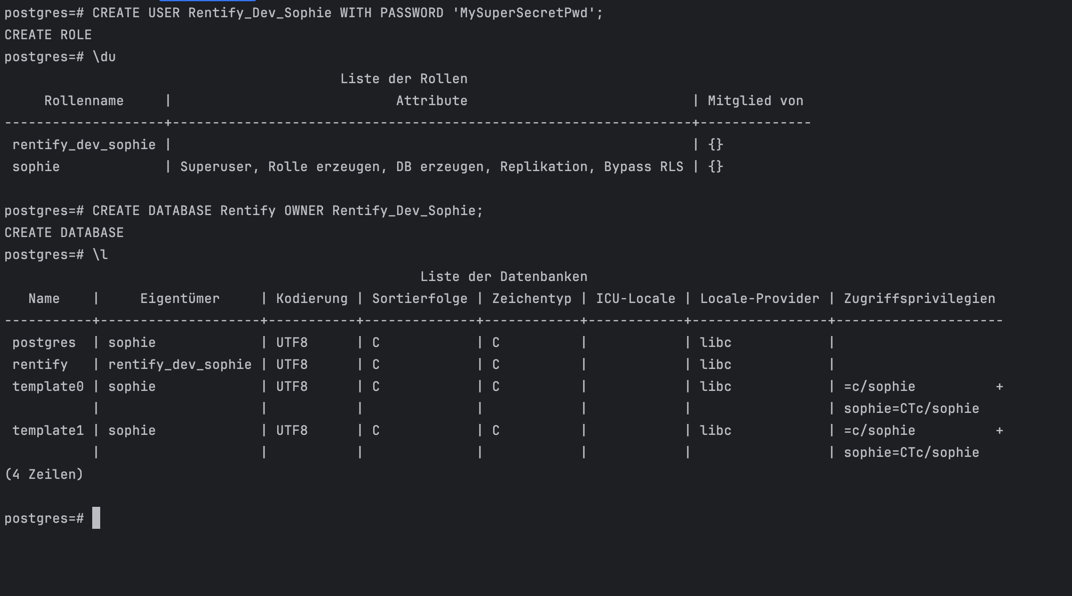 postgres=# CREATE USER Rentify_Dev_Sophie WITH PASSWORD 'MySuperSecretPwd';
CREATE ROLE
postgres=# \du
                                          Liste der Rollen
     Rollenname     |                            Attribute                            | Mitglied von
--------------------+-----------------------------------------------------------------+--------------
 rentify_dev_sophie |                                                                 | {}
 sophie             | Superuser, Rolle erzeugen, DB erzeugen, Replikation, Bypass RLS | {}

postgres=# CREATE DATABASE Rentify OWNER Rentify_Dev_Sophie;
CREATE DATABASE
postgres=# \l
                                                    Liste der Datenbanken
   Name    |     Eigentümer     | Kodierung | Sortierfolge | Zeichentyp | ICU-Locale | Locale-Provider | Zugriffsprivilegien
-----------+--------------------+-----------+--------------+------------+------------+-----------------+---------------------
 postgres  | sophie             | UTF8      | C            | C          |            | libc            |
 rentify   | rentify_dev_sophie | UTF8      | C            | C          |            | libc            |
 template0 | sophie             | UTF8      | C            | C          |            | libc            | =c/sophie          +
           |                    |           |              |            |            |                 | sophie=CTc/sophie
 template1 | sophie             | UTF8      | C            | C          |            | libc            | =c/sophie          +
           |                    |           |              |            |            |                 | sophie=CTc/sophie
(4 Zeilen)

postgres=#